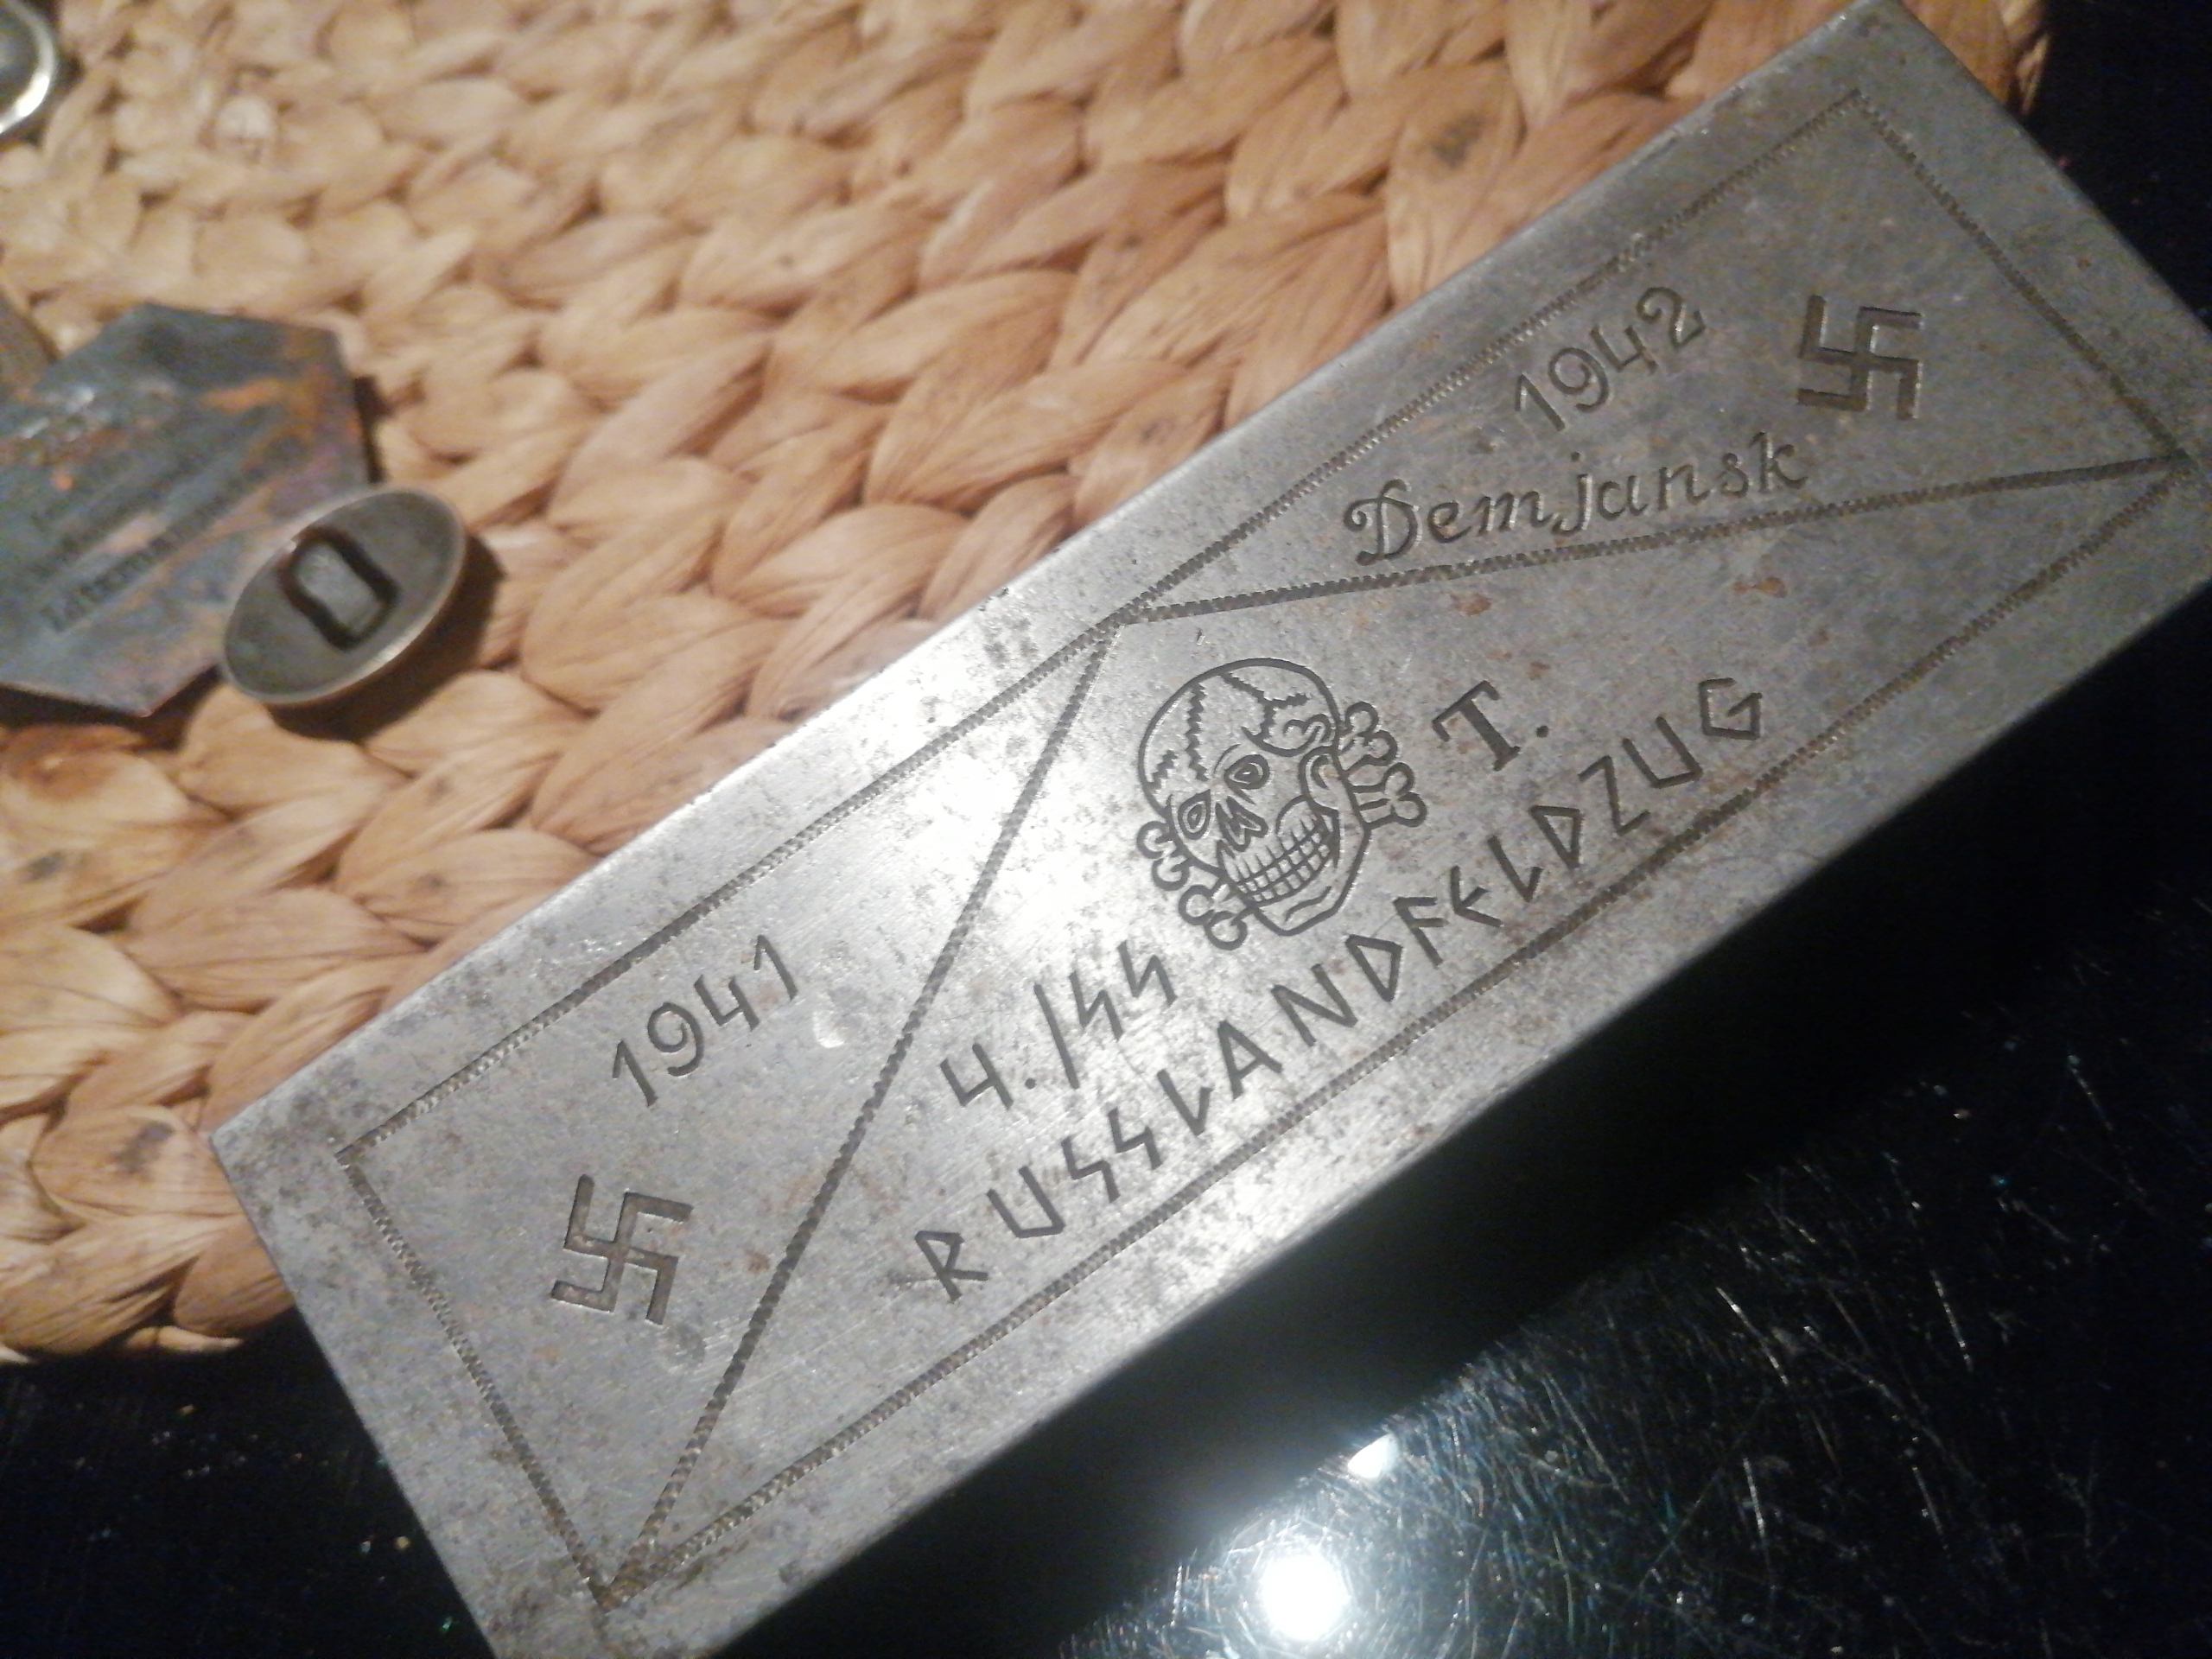 1941
1942
Demjansk
4./SS T.
RUSSLANDFELDZUG